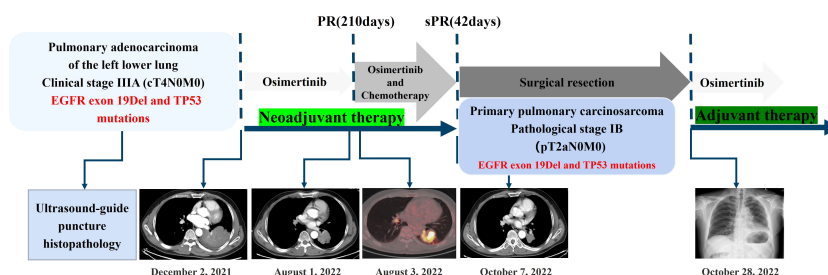 PR(210days)
sPR(42days)
Pulmonary adenocarcinoma
of the left lower lung
Clinical stage IIIA (cT4N0M0)
EGFR exon 19Del and TP53
mutations
Osimertinib
Osimertinib
and
Chemotherapy
Surgical resection
Osimertinib
Neoadjuvant therapy
Adjuvant therapy
Primary pulmonary carcinosarcoma
Pathological stage IB
(pT2aN0M0)
EGFR exon 19Del and TP53 mutations
Ultrasound-guide
puncture
histopathology
December 2, 2021
August 1, 2022
August 3, 2022
October 7, 2022
October 28, 2022